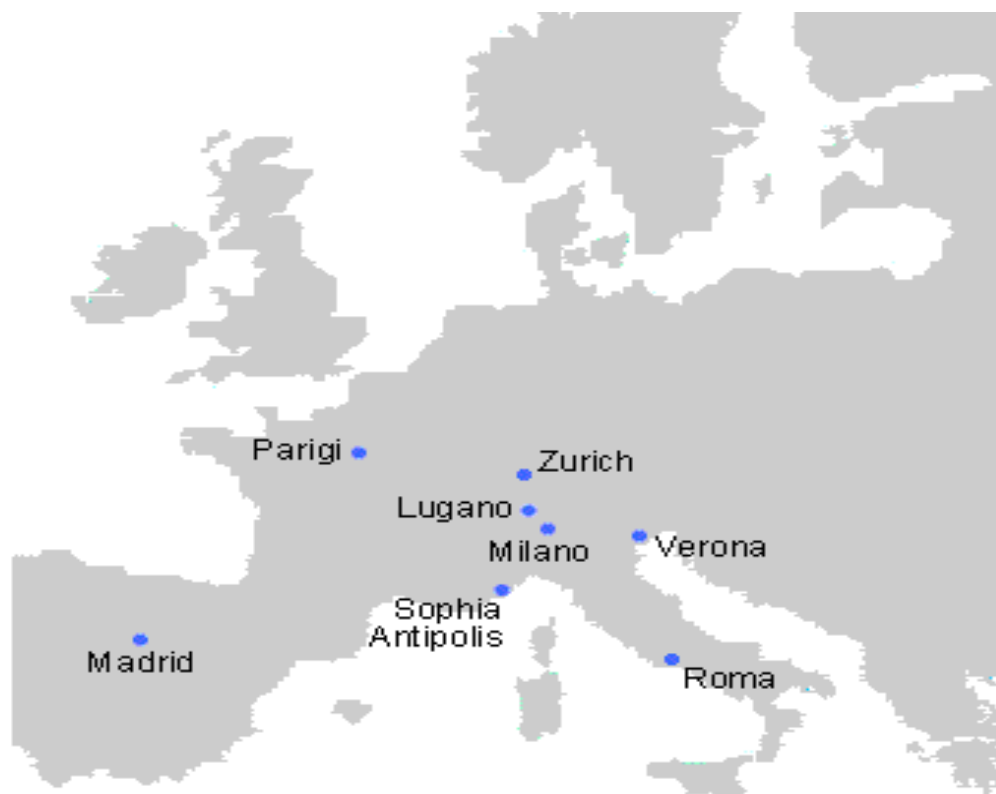 Parigi
Zurich
Lugano
Milano
Verona
Sophia
Antipolis
Madrid
Roma